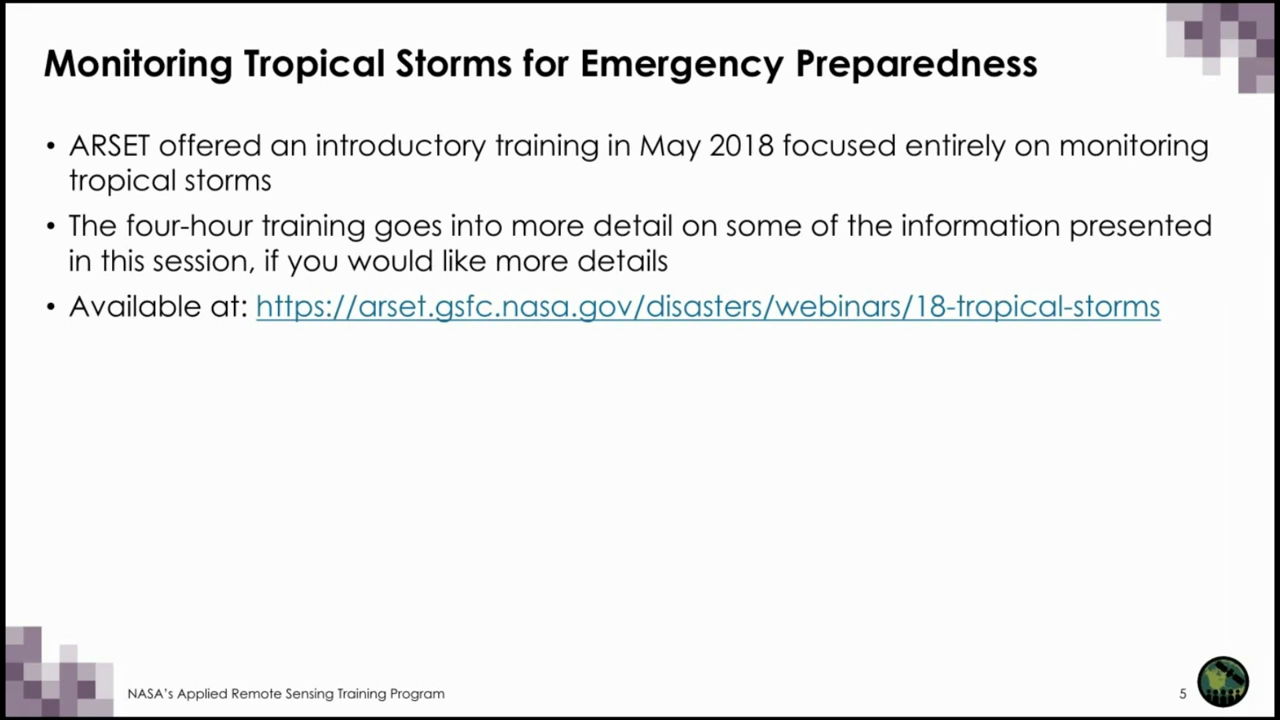 Monitoring Tropical Storms for Emergency Preparedness
• ARSET offered an introductory training in May 2018 focused entirely on monitoring
tropical storms
• The four-hour training goes into more detail on some of the information presented
in this session, if you would like more details
• Available at: https://arset.gsfc.nasa.gov/disasters/webinars/18-tropical-storms
NASA's Applied Remote Sensing Training Program
5